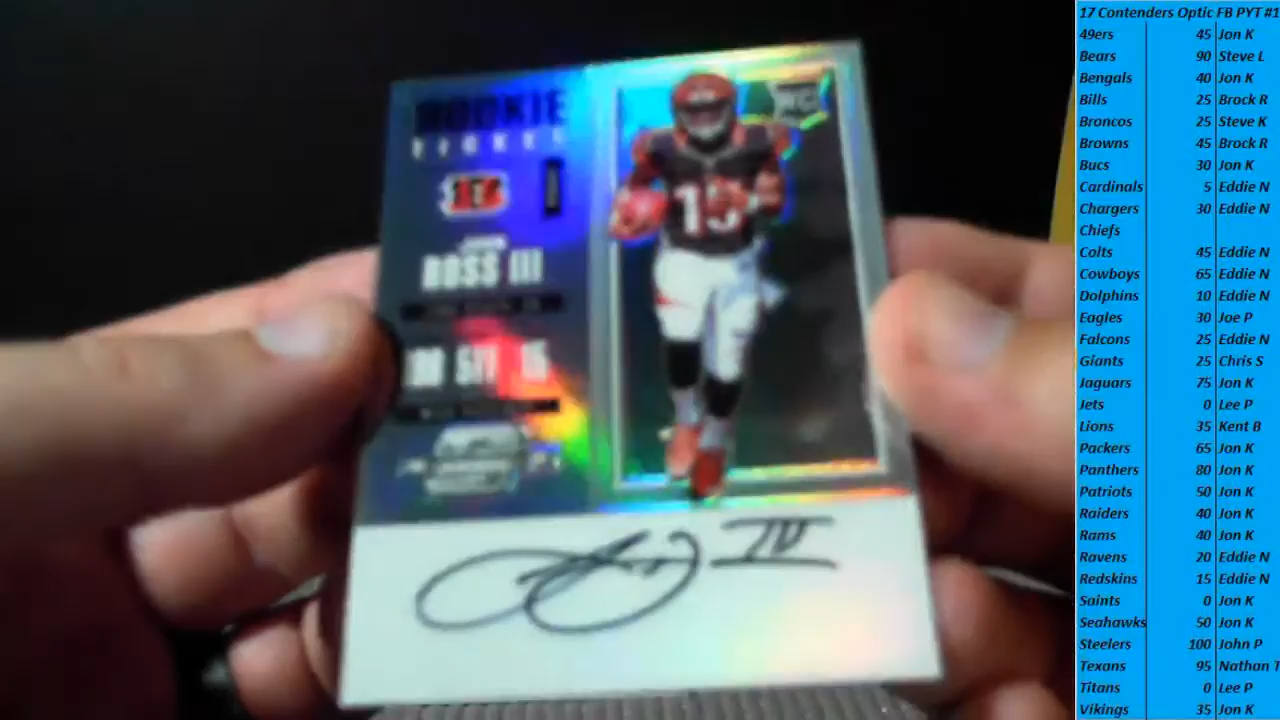 ROOKIE
TICKET
RC
15
ROSS III
IV
17 Contenders Optic FB PYT #1
49ers 45 Jon K
Bears 90 Steve L
Bengals 40 Jon K
Bills 25 Brock R
Broncos 25 Steve K
Browns 45 Brock R
Bucs 30 Jon K
Cardinals 5 Eddie N
Chargers 30 Eddie N
Chiefs
Colts 45 Eddie N
Cowboys 65 Eddie N
Dolphins 10 Eddie N
Eagles 30 Joe P
Falcons 25 Eddie N
Giants 25 Chris S
Jaguars 75 Jon K
Jets 0 Lee P
Lions 35 Kent B
Packers 65 Jon K
Panthers 80 Jon K
Patriots 50 Jon K
Raiders 40 Jon K
Rams 40 Jon K
Ravens 20 Eddie N
Redskins 15 Eddie N
Saints 0 Jon K
Seahawks 50 Jon K
Steelers 100 John P
Texans 95 Nathan T
Titans 0 Lee P
Vikings 35 Jon K